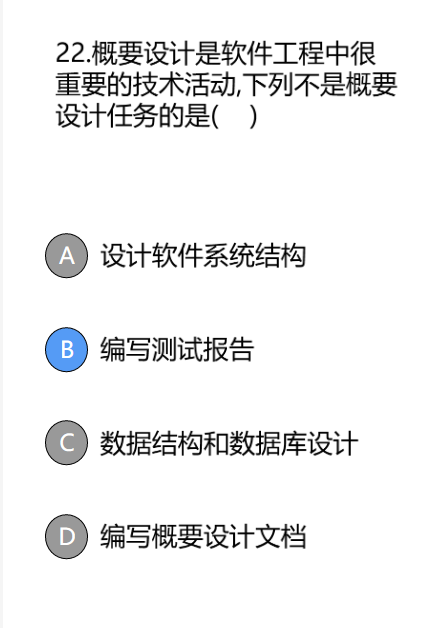 22.概要设计是软件工程中很
重要的技术活动,下列不是概要
设计任务的是(    )
A 设计软件系统结构
B 编写测试报告
C 数据结构和数据库设计
D 编写概要设计文档